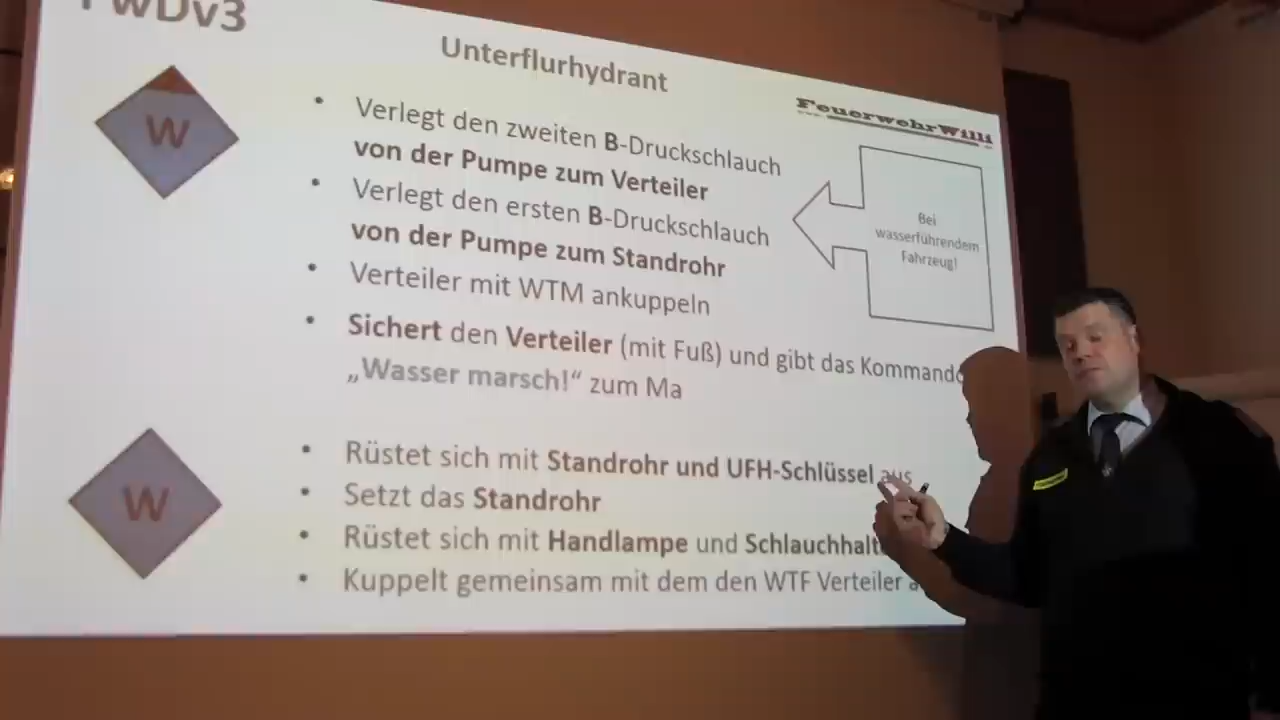 FwDv3
Unterflurhydrant
FeuerwehrWilli
W
• Verlegt den zweiten B-Druckschlauch
von der Pumpe zum Verteiler
• Verlegt den ersten B-Druckschlauch
von der Pumpe zum Standrohr
• Verteiler mit WTM ankuppeln
• Sichert den Verteiler (mit Fuß) und gibt das Kommando
„Wasser marsch!“ zum Ma
Bei
wasserführendem
Fahrzeug!
W
• Rüstet sich mit Standrohr und UFH-Schlüssel aus
• Setzt das Standrohr
• Rüstet sich mit Handlampe und
• Kuppelt gemeinsam mit dem den WTF Verteiler